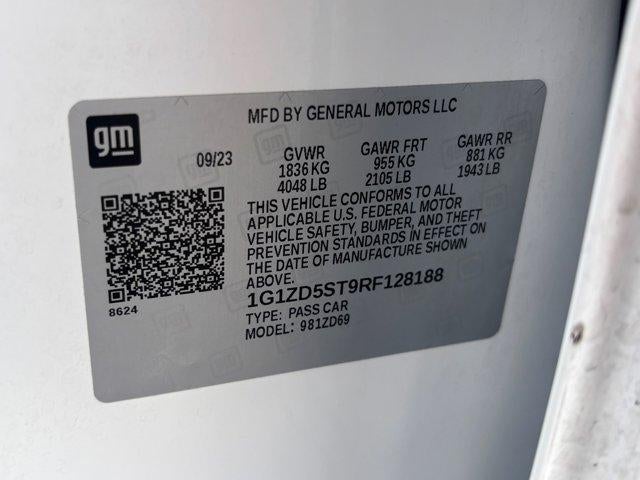 gm
MFD BY GENERAL MOTORS LLC
09/23 GVWR GAWR FRT GAWR RR
1836 KG 955 KG 881 KG
4048 LB 2105 LB 1943 LB
THIS VEHICLE CONFORMS TO ALL
APPLICABLE U.S. FEDERAL MOTOR
VEHICLE SAFETY, BUMPER, AND THEFT
PREVENTION STANDARDS IN EFFECT ON
THE DATE OF MANUFACTURE SHOWN
ABOVE.
1G1ZD5ST9RF128188
TYPE: PASS CAR
MODEL: 981ZD69
8624